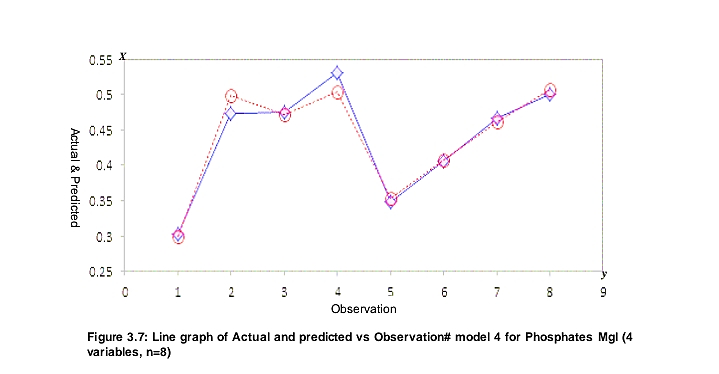 x
0.55
0.5
0.45
0.4
0.35
0.3
0.25
Actual & Predicted
y
0 1 2 3 4 5 6 7 8 9
Observation
Figure 3.7: Line graph of Actual and predicted vs Observation# model 4 for Phosphates Mgl (4
variables, n=8)